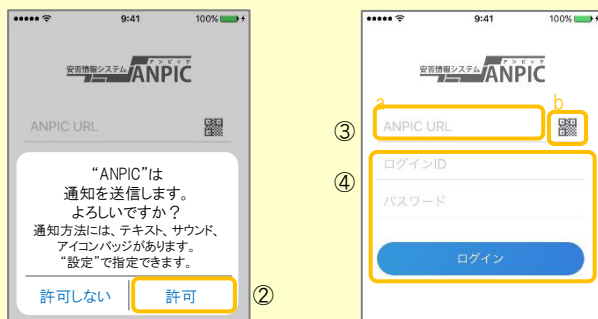 9:41
100%
アンピック
安否情報システム ANPIC
ANPIC URL
“ANPIC”は
通知を送信します。
よろしいですか？
通知方法には、テキスト、サウンド、
アイコンバッジがあります。
“設定”で指定できます。
許可しない
許可
②
9:41
100%
アンピック
安否情報システム ANPIC
a
b
③
ANPIC URL
④
ログインID
パスワード
ログイン